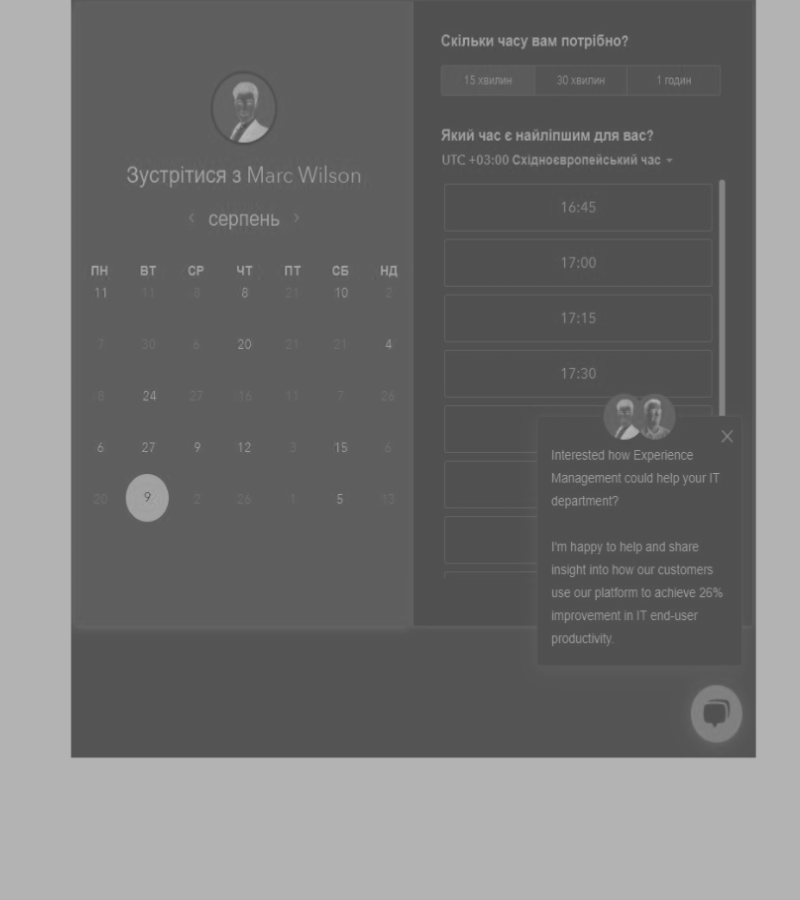 Зустрітися з Marc Wilson
серпень
ПН ВТ СР ЧТ ПТ СБ НД
11 11 6 8 21 10 2
7 30 6 20 21 21 4
8 24 27 16 11 7 26
6 27 9 12 3 15 6
20 9 2 26 1 5 13
Скільки часу вам потрібно?
15 хвилин 30 хвилин 1 годин
Який час є найліпшим для вас?
UTC +03:00 Східноєвропейський час
16:45
17:00
17:15
17:30
Interested how Experience
Management could help your IT
department?
I'm happy to help and share
insight into how our customers
use our platform to achieve 26%
improvement in IT end-user
productivity.